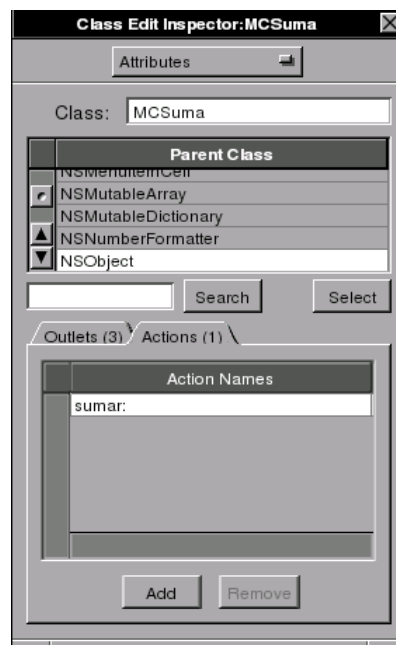 Class Edit Inspector:MCSuma
Attributes
Class: MCSuma
Parent Class
NSMenuItemCell
NSMutableArray
NSMutableDictionary
NSNumberFormatter
NSObject
Search Select
Outlets (3) Actions (1)
Action Names
sumar:
Add Remove